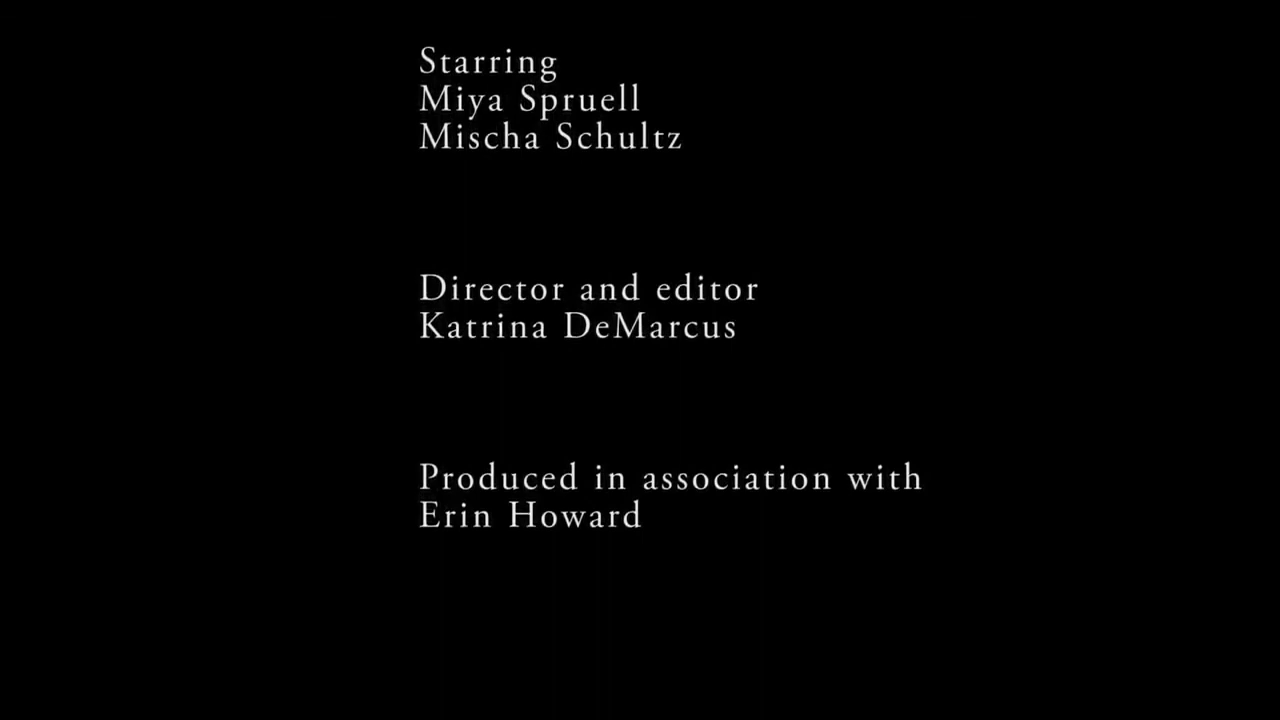 Starring
Miya Spruell
Mischa Schultz
Director and editor
Katrina DeMarcus
Produced in association with
Erin Howard